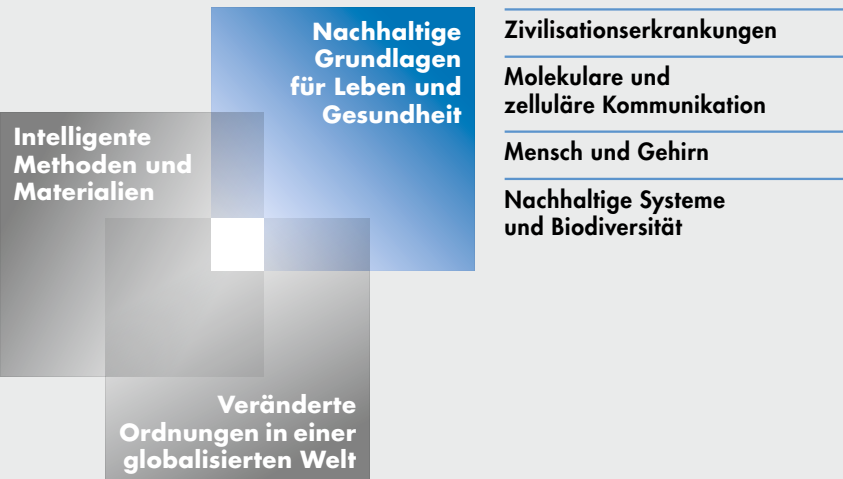 Nachhaltige
Grundlagen
für Leben und
Gesundheit
Intelligente
Methoden und
Materialien
Veränderte
Ordnungen in einer
globalisierten Welt
Zivilisationserkrankungen
Molekulare und
zelluläre Kommunikation
Mensch und Gehirn
Nachhaltige Systeme
und Biodiversität